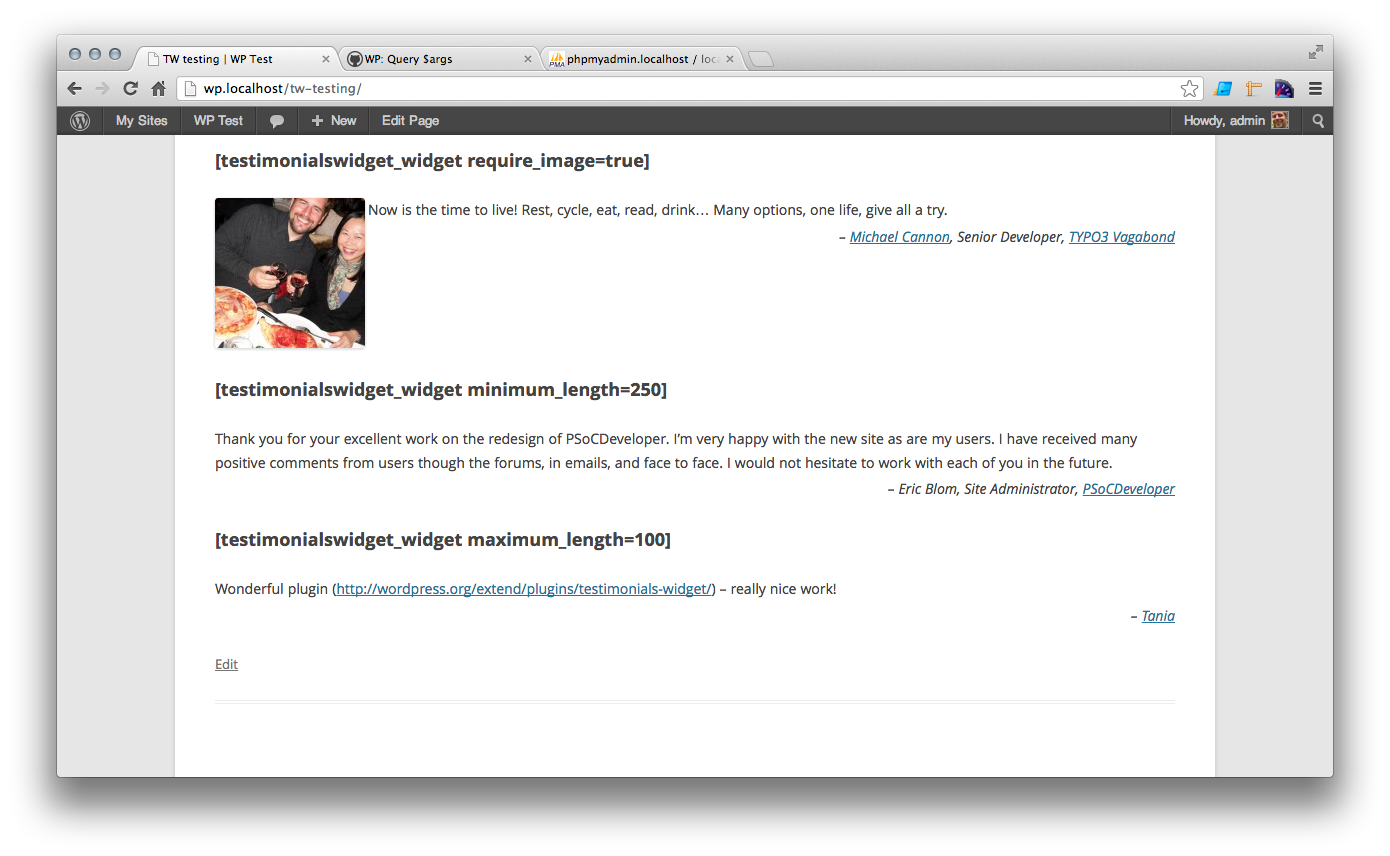 TW testing | WP Test
WP: Query $args
PMA
phpmyadmin.localhost / loc
wp.localhost/tw-testing/
My Sites
WP Test
New
Edit Page
Howdy, admin
[testimonialswidget_widget require_image=true]
Now is the time to live! Rest, cycle, eat, read, drink… Many options, one life, give all a try.
– Michael Cannon, Senior Developer, TYPO3 Vagabond
[testimonialswidget_widget minimum_length=250]
Thank you for your excellent work on the redesign of PSoCDeveloper. I’m very happy with the new site as are my users. I have received many
positive comments from users though the forums, in emails, and face to face. I would not hesitate to work with each of you in the future.
– Eric Blom, Site Administrator, PSoCDeveloper
[testimonialswidget_widget maximum_length=100]
Wonderful plugin (http://wordpress.org/extend/plugins/testimonials-widget/) – really nice work!
– Tania
Edit